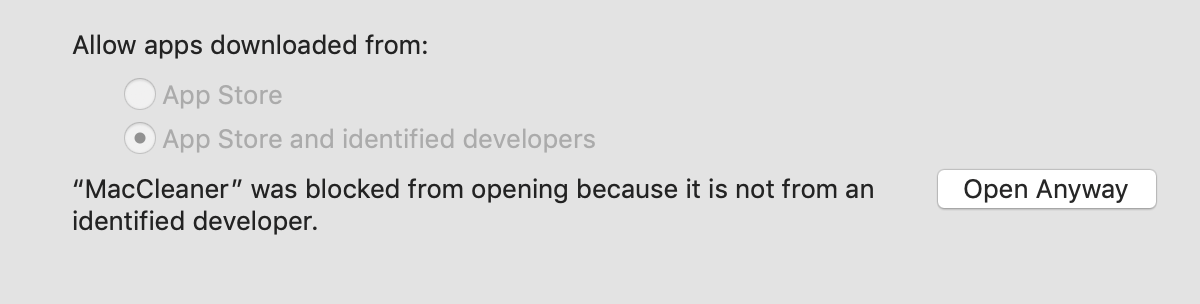 Allow apps downloaded from:
App Store
App Store and identified developers
“MacCleaner” was blocked from opening because it is not from an
identified developer.
Open Anyway